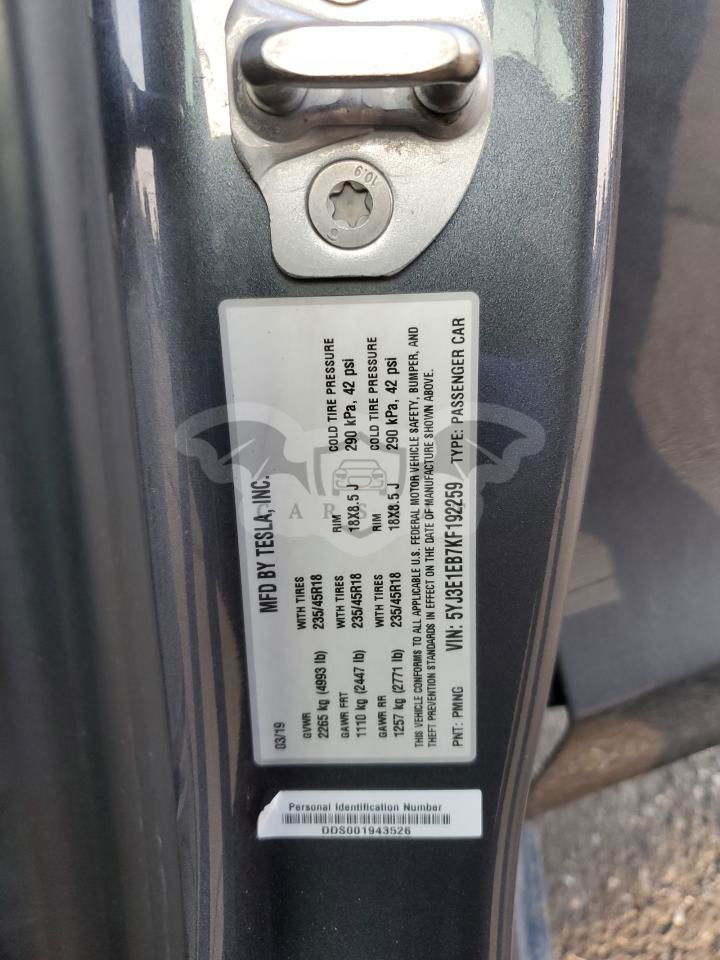 10.9
MFD BY TESLA, INC.
03/19
GVWR WITH TIRES RIM COLD TIRE PRESSURE
2265 kg (4993 lb) 235/45R18 18X8.5 J 290 kPa, 42 psi
GAWR FRT WITH TIRES
1110 kg (2447 lb) 235/45R18
GAWR RR WITH TIRES RIM COLD TIRE PRESSURE
1257 kg (2771 lb) 235/45R18 18X8.5 J 290 kPa, 42 psi
THIS VEHICLE CONFORMS TO ALL APPLICABLE U.S. FEDERAL MOTOR VEHICLE SAFETY, BUMPER, AND
THEFT PREVENTION STANDARDS IN EFFECT ON THE DATE OF MANUFACTURE SHOWN ABOVE.
PNT: PMNG VIN: 5YJ3E1EB7KF192259 TYPE: PASSENGER CAR
Personal Identification Number
DDS001943526